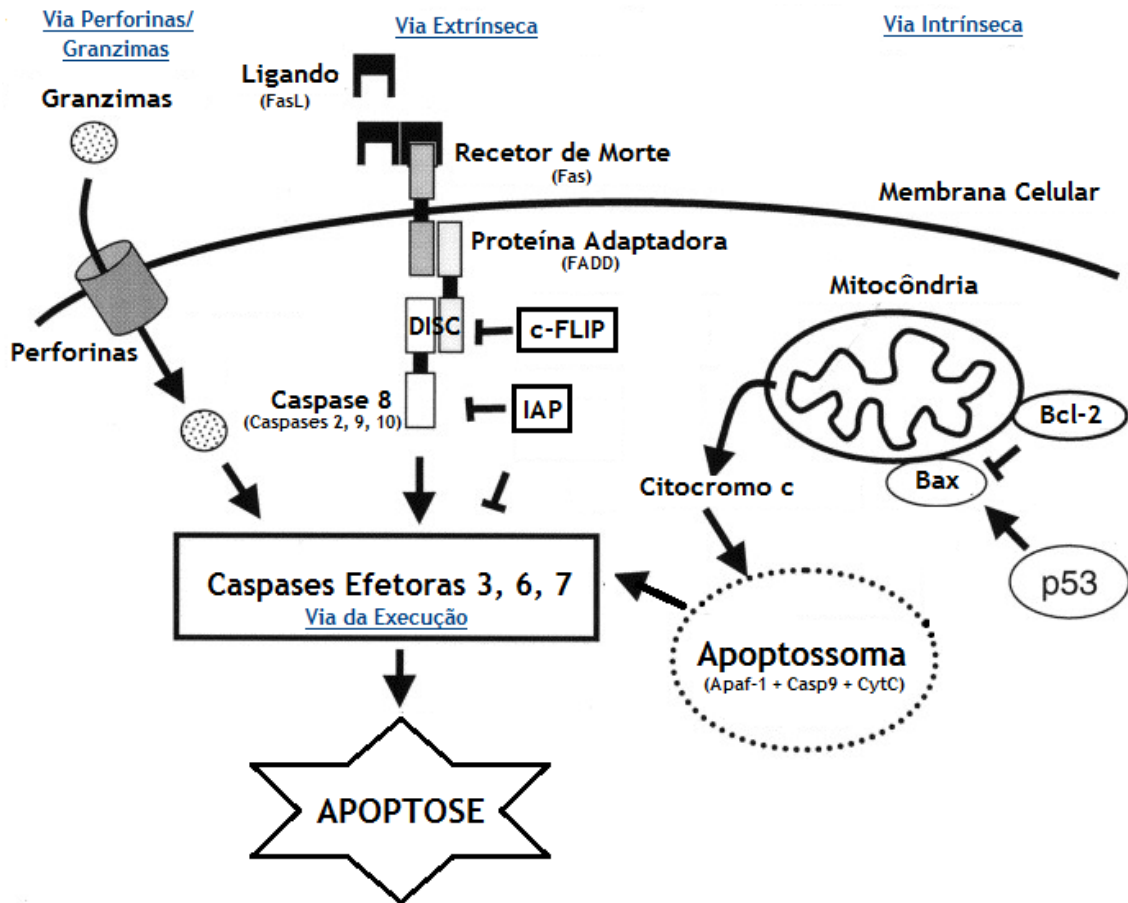 Via Perforinas/
Granzimas
Via Extrínseca
Via Intrínseca
Ligando
(FasL)
Granzimas
Recetor de Morte
(Fas)
Membrana Celular
Proteína Adaptadora
(FADD)
Mitocôndria
DISC
c-FLIP
Perforinas
Caspase 8
(Caspases 2, 9, 10)
IAP
Bcl-2
Bax
Citocromo c
p53
Caspases Efetoras 3, 6, 7
Via da Execução
Apoptossoma
(Apaf-1 + Casp9 + CytC)
APOPTOSE